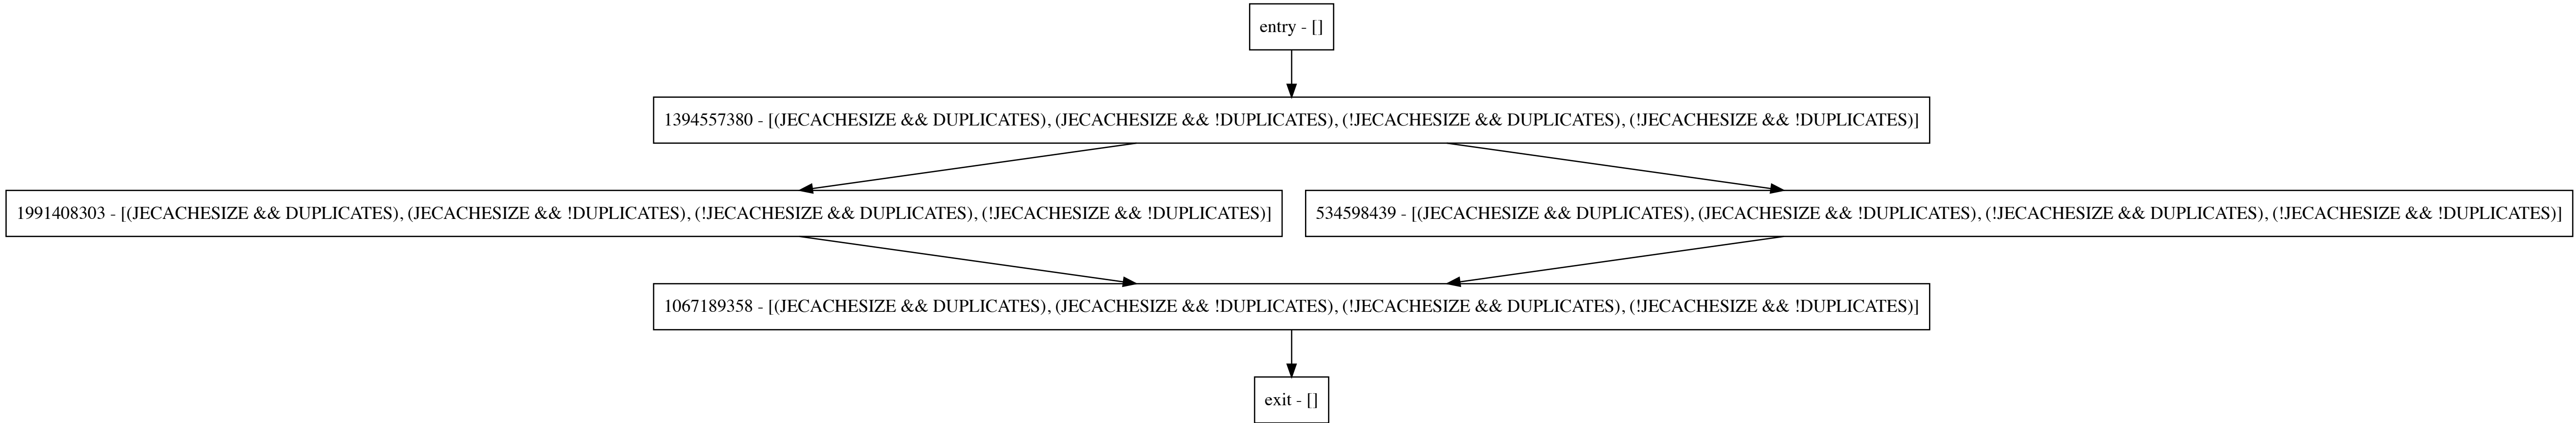 entry - []
1394557380 - [(JECACHESIZE && DUPLICATES), (JECACHESIZE && !DUPLICATES), (!JECACHESIZE && DUPLICATES), (!JECACHESIZE && !DUPLICATES)]
1991408303 - [(JECACHESIZE && DUPLICATES), (JECACHESIZE && !DUPLICATES), (!JECACHESIZE && DUPLICATES), (!JECACHESIZE && !DUPLICATES)]
534598439 - [(JECACHESIZE && DUPLICATES), (JECACHESIZE && !DUPLICATES), (!JECACHESIZE && DUPLICATES), (!JECACHESIZE && !DUPLICATES)]
1067189358 - [(JECACHESIZE && DUPLICATES), (JECACHESIZE && !DUPLICATES), (!JECACHESIZE && DUPLICATES), (!JECACHESIZE && !DUPLICATES)]
exit - []